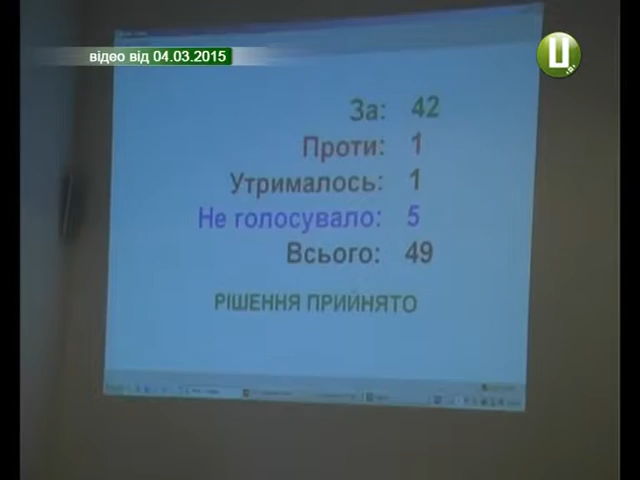 відео від 04.03.2015
Ц
За: 42
Проти: 1
Утрималось: 1
Не голосувало: 5
Всього: 49
РІШЕННЯ ПРИЙНЯТО